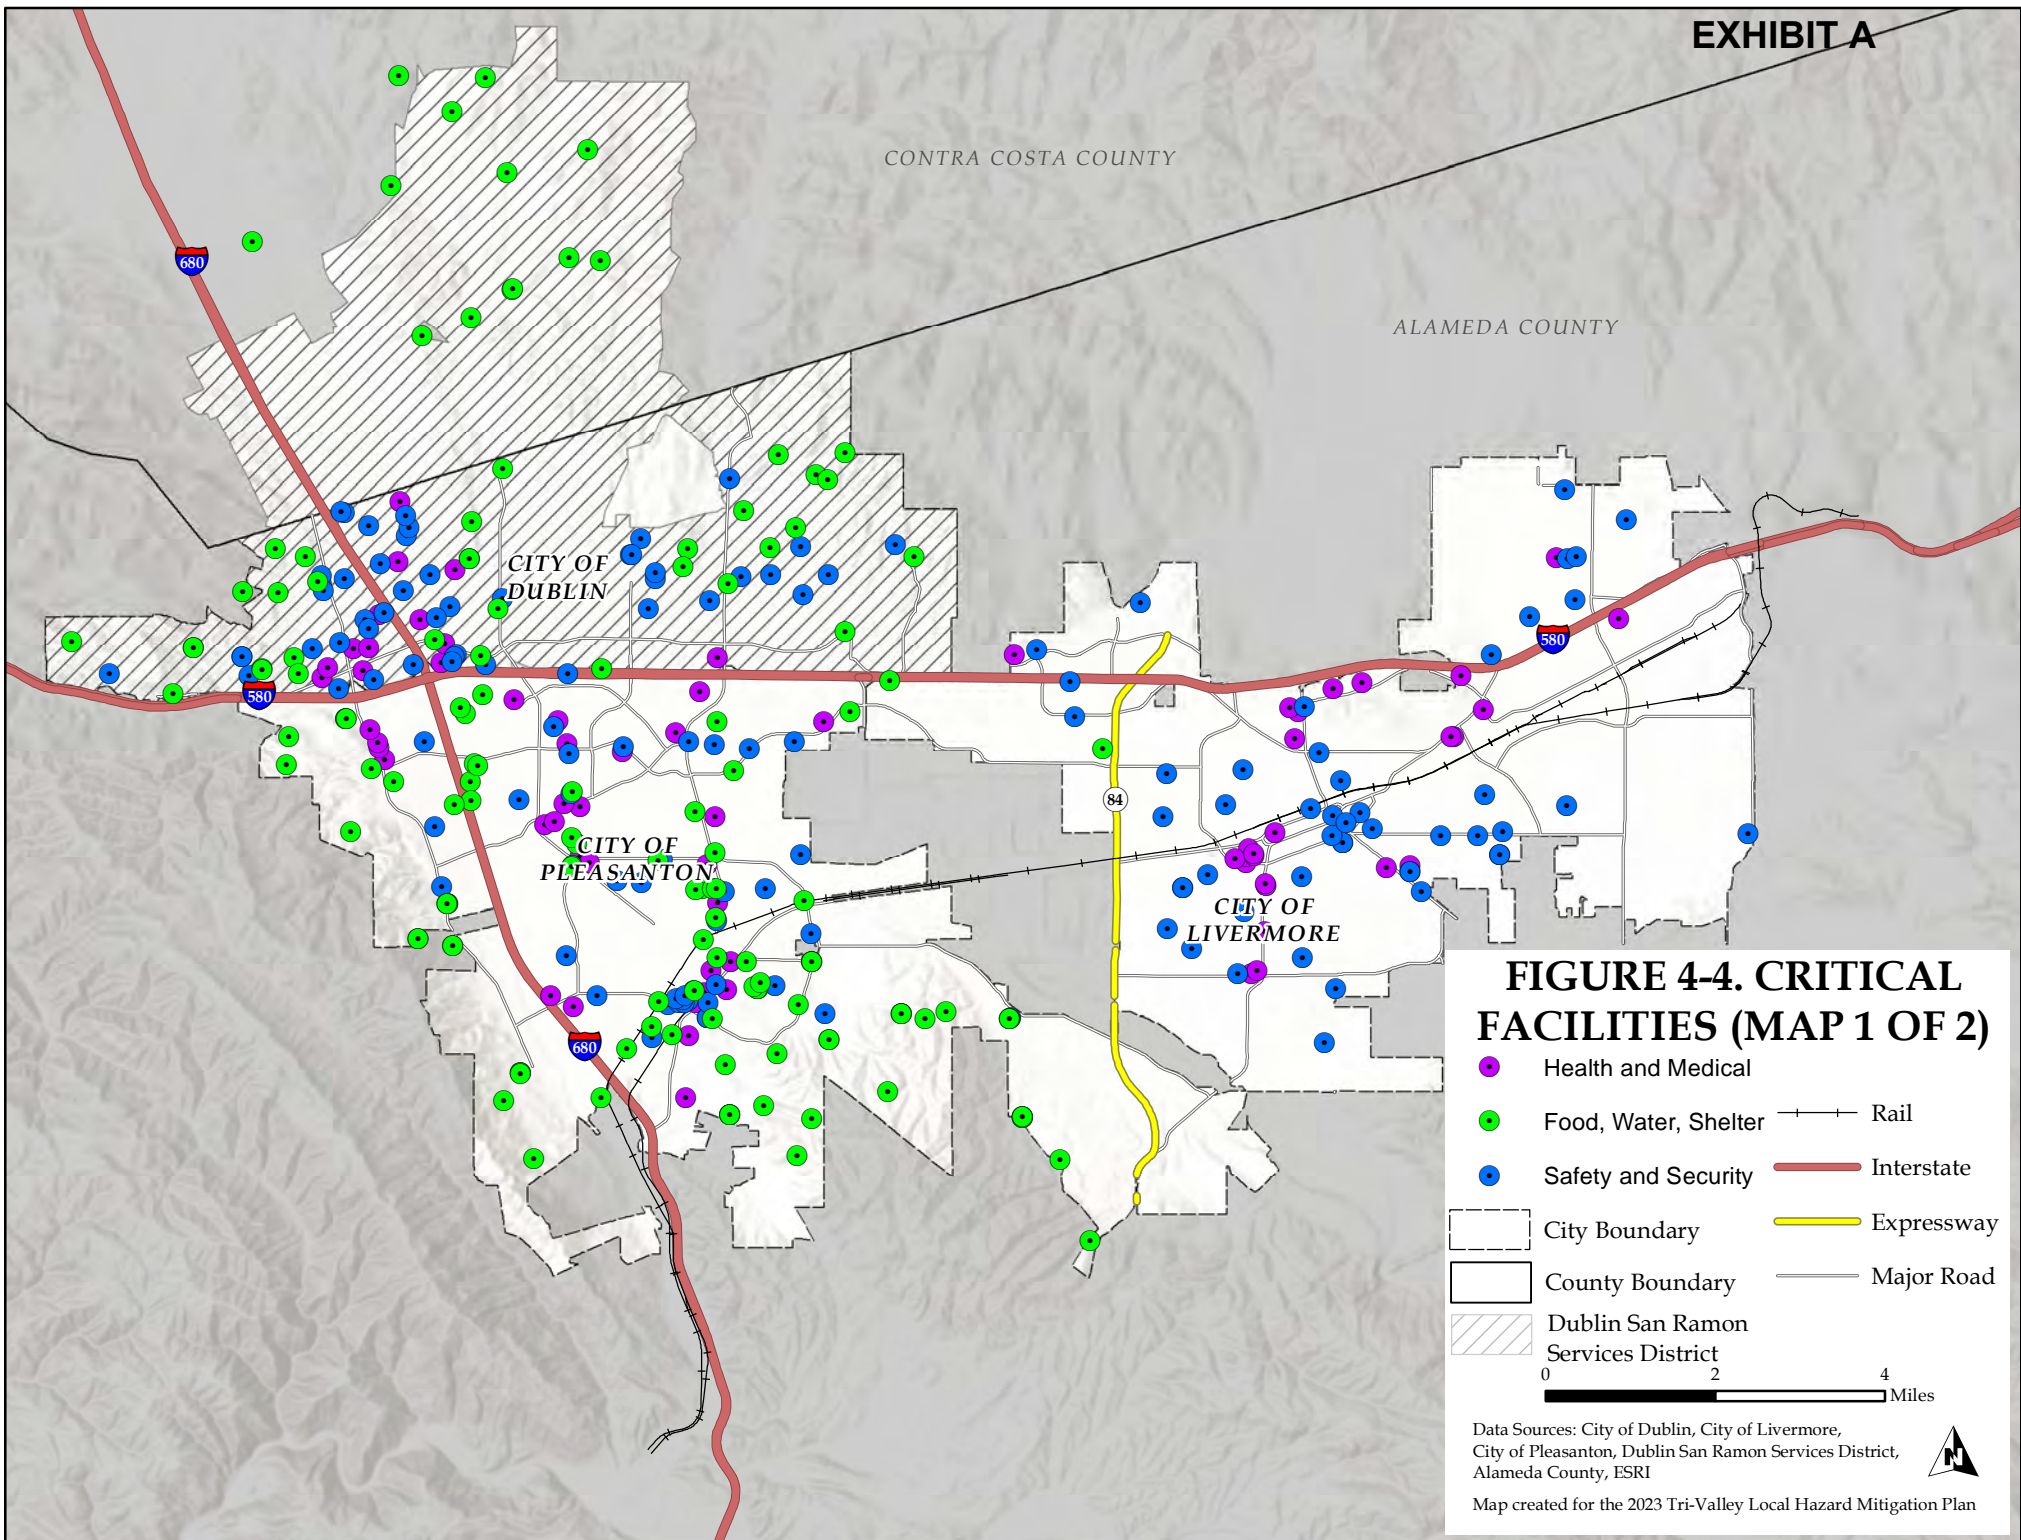 EXHIBIT A
CONTRA COSTA COUNTY
680
ALAMEDA COUNTY
CITY OF
DUBLIN
580
580
84
CITY OF
PLEASANTON
CITY OF
LIVERMORE
680
FIGURE 4-4. CRITICAL
FACILITIES (MAP 1 OF 2)
Health and Medical
Food, Water, Shelter
Safety and Security
City Boundary
County Boundary
Dublin San Ramon
Services District
Rail
Interstate
Expressway
Major Road
0 2 4
Miles
Data Sources: City of Dublin, City of Livermore,
City of Pleasanton, Dublin San Ramon Services District,
Alameda County, ESRI
N
Map created for the 2023 Tri-Valley Local Hazard Mitigation Plan